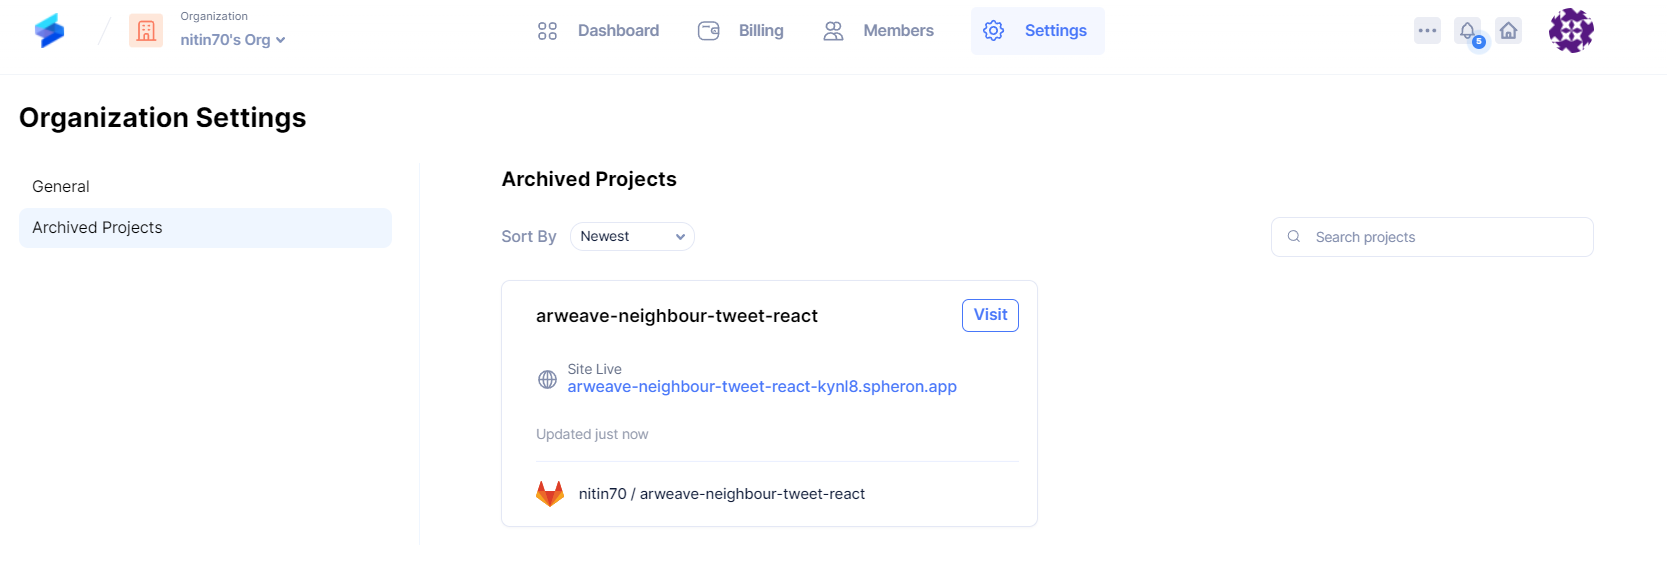 Organization
nitin70's Org
Dashboard
Billing
Members
Settings
5
Organization Settings
General
Archived Projects
Archived Projects
Sort By
Newest
Search projects
arweave-neighbour-tweet-react
Visit
Site Live
arweave-neighbour-tweet-react-kynl8.spheron.app
Updated just now
nitin70 / arweave-neighbour-tweet-react